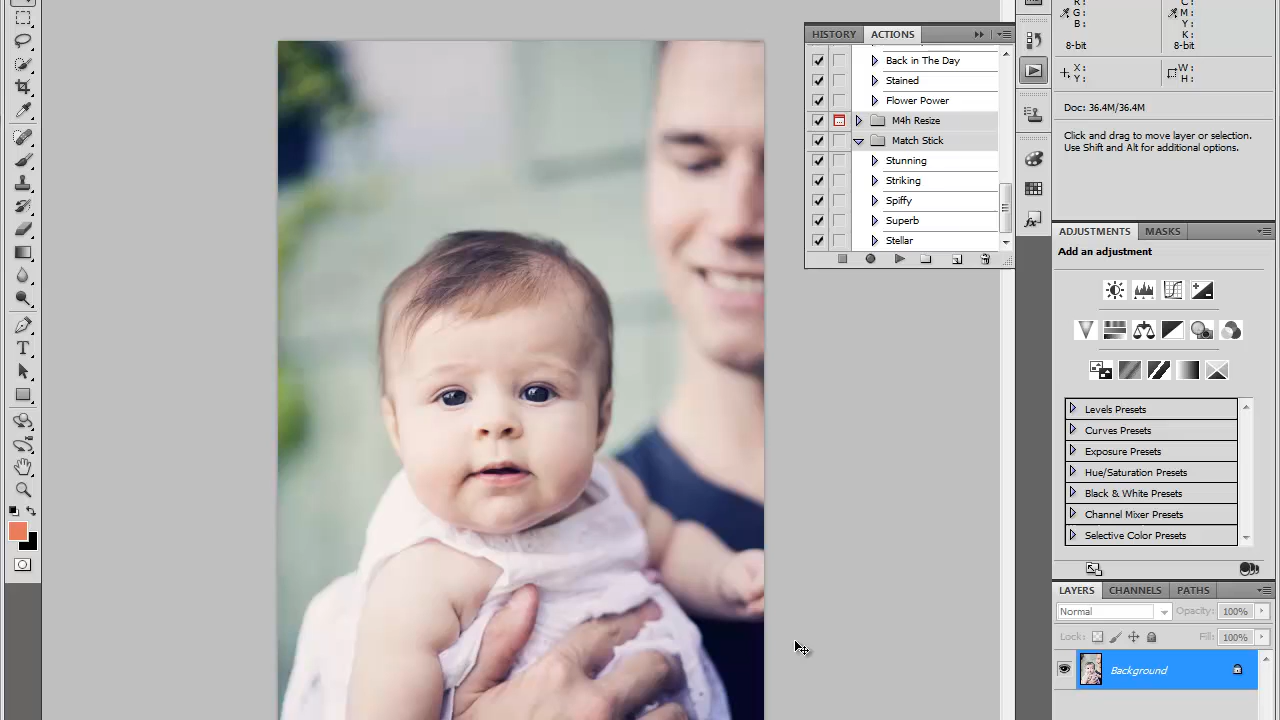 R:
G:
B:
8-bit
C:
M:
Y:
K:
8-bit
X:
Y:
W:
H:
Doc: 36.4M/36.4M
Click and drag to move layer or selection.
Use Shift and Alt for additional options.
HISTORY
ACTIONS
Back in The Day
Stained
Flower Power
M4h Resize
Match Stick
Stunning
Striking
Spiffy
Superb
Stellar
ADJUSTMENTS
MASKS
Add an adjustment
Levels Presets
Curves Presets
Exposure Presets
Hue/Saturation Presets
Black & White Presets
Channel Mixer Presets
Selective Color Presets
LAYERS
CHANNELS
PATHS
Normal
Opacity: 100%
Lock:
Fill: 100%
Background